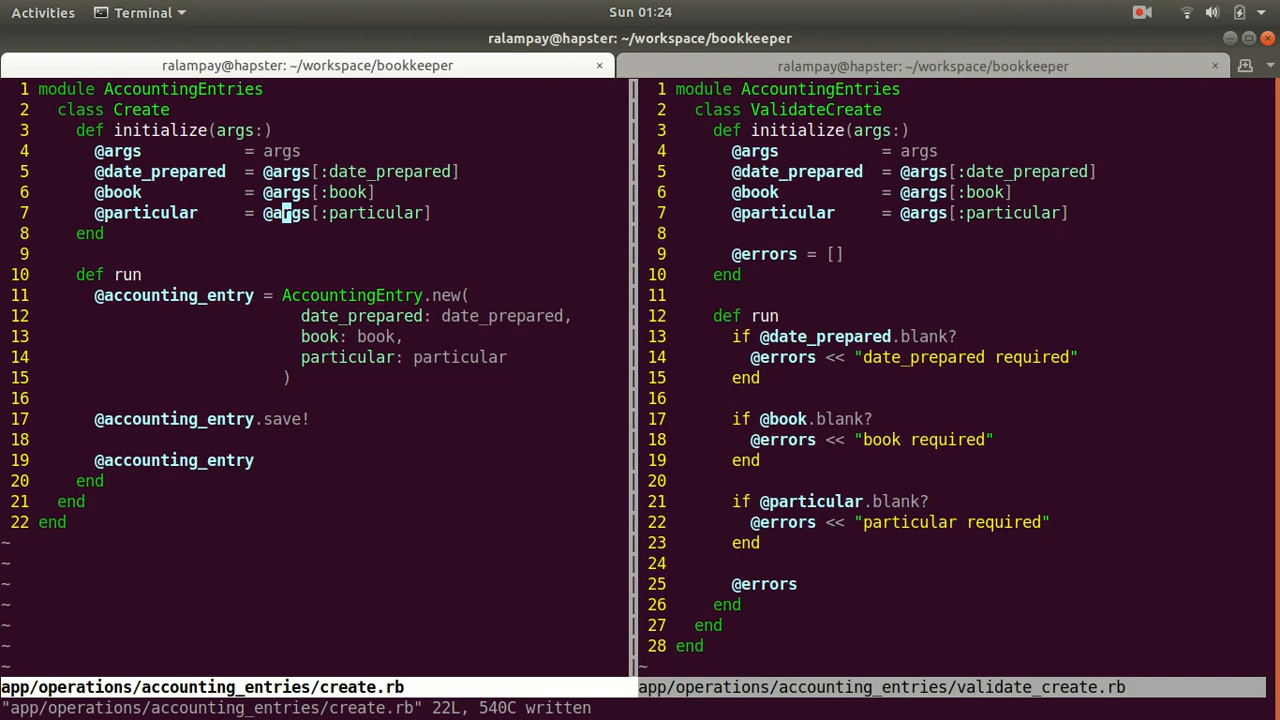 Activities Terminal Sun 01:24
ralampay@hapster: ~/workspace/bookkeeper
ralampay@hapster: ~/workspace/bookkeeper × ralampay@hapster: ~/workspace/bookkeeper ×
1 module AccountingEntries
2   class Create
3     def initialize(args:)
4       @args           = args
5       @date_prepared  = @args[:date_prepared]
6       @book           = @args[:book]
7       @particular     = @args[:particular]
8     end
9
10     def run
11       @accounting_entry = AccountingEntry.new(
12                             date_prepared: date_prepared,
13                             book: book,
14                             particular: particular
15                           )
16
17       @accounting_entry.save!
18
19       @accounting_entry
20     end
21   end
22 end
~
~
~
~
~
~
~
app/operations/accounting_entries/create.rb
1 module AccountingEntries
2   class ValidateCreate
3     def initialize(args:)
4       @args           = args
5       @date_prepared  = @args[:date_prepared]
6       @book           = @args[:book]
7       @particular     = @args[:particular]
8
9       @errors = []
10     end
11
12     def run
13       if @date_prepared.blank?
14         @errors << "date_prepared required"
15       end
16
17       if @book.blank?
18         @errors << "book required"
19       end
20
21       if @particular.blank?
22         @errors << "particular required"
23       end
24
25       @errors
26     end
27   end
28 end
~
app/operations/accounting_entries/validate_create.rb
"app/operations/accounting_entries/create.rb" 22L, 540C written